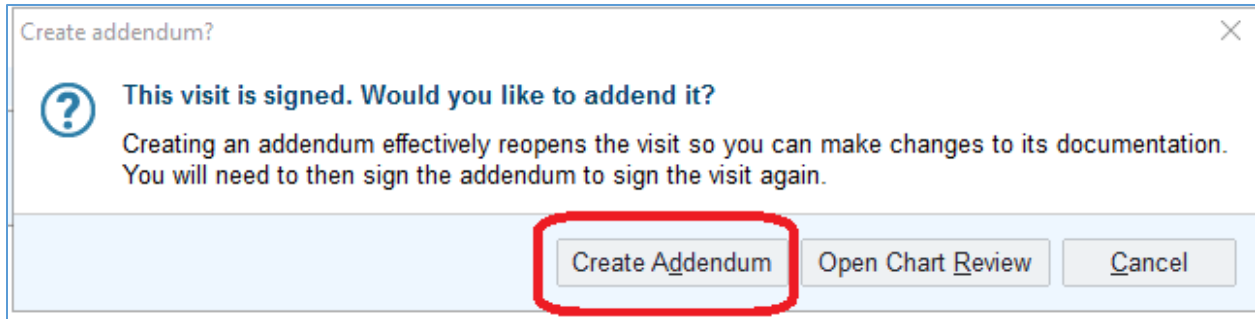 Create addendum?
This visit is signed. Would you like to addend it?
Creating an addendum effectively reopens the visit so you can make changes to its documentation.
You will need to then sign the addendum to sign the visit again.
Create Addendum Open Chart Review Cancel